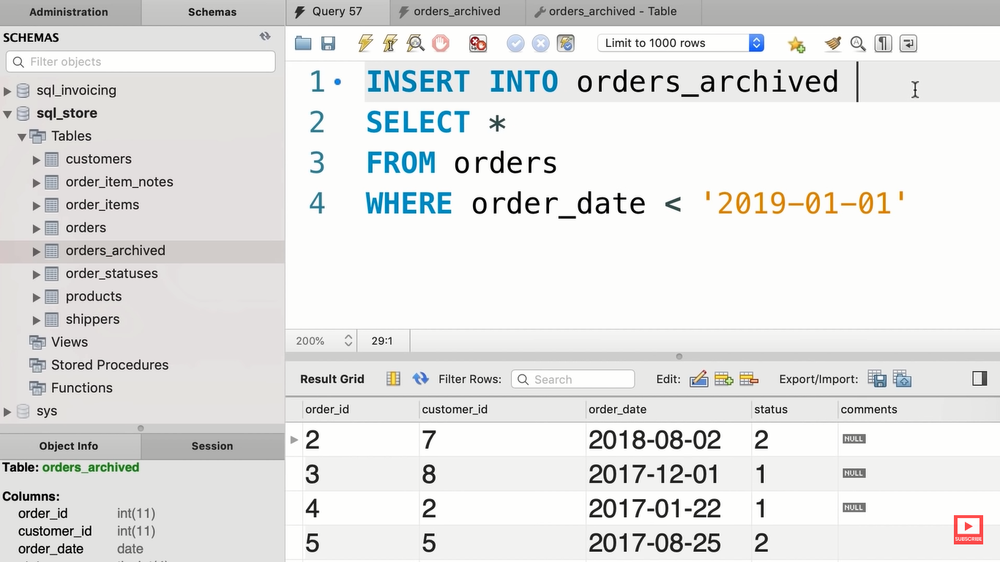 Administration
Schemas
Query 57
orders_archived
orders_archived - Table
SCHEMAS
Filter objects
Limit to 1000 rows
sql_invoicing
sql_store
Tables
customers
order_item_notes
order_items
orders
orders_archived
order_statuses
products
shippers
Views
Stored Procedures
Functions
sys
1 INSERT INTO orders_archived
2 SELECT *
3 FROM orders
4 WHERE order_date < '2019-01-01'
200% 29:1
Result Grid Filter Rows: Search Edit: Export/Import:
order_id customer_id order_date status comments
2 7 2018-08-02 2 NULL
3 8 2017-12-01 1 NULL
4 2 2017-01-22 1 NULL
5 5 2017-08-25 2
Object Info
Session
Table: orders_archived
Columns:
order_id int(11)
customer_id int(11)
order_date date
SUBSCRIBE